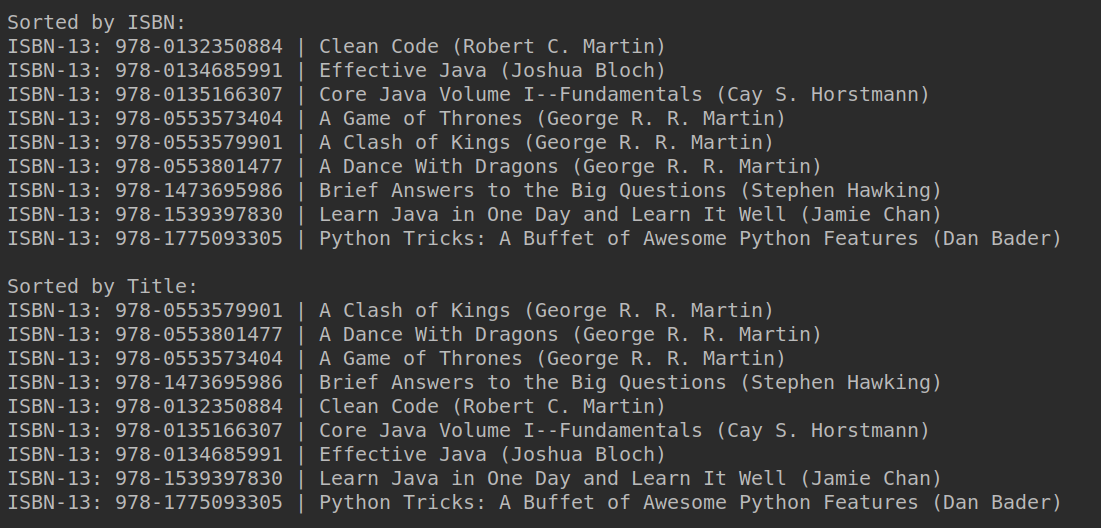 Sorted by ISBN:
ISBN-13: 978-0132350884 | Clean Code (Robert C. Martin)
ISBN-13: 978-0134685991 | Effective Java (Joshua Bloch)
ISBN-13: 978-0135166307 | Core Java Volume I--Fundamentals (Cay S. Horstmann)
ISBN-13: 978-0553573404 | A Game of Thrones (George R. R. Martin)
ISBN-13: 978-0553579901 | A Clash of Kings (George R. R. Martin)
ISBN-13: 978-0553801477 | A Dance With Dragons (George R. R. Martin)
ISBN-13: 978-1473695986 | Brief Answers to the Big Questions (Stephen Hawking)
ISBN-13: 978-1539397830 | Learn Java in One Day and Learn It Well (Jamie Chan)
ISBN-13: 978-1775093305 | Python Tricks: A Buffet of Awesome Python Features (Dan Bader)

Sorted by Title:
ISBN-13: 978-0553579901 | A Clash of Kings (George R. R. Martin)
ISBN-13: 978-0553801477 | A Dance With Dragons (George R. R. Martin)
ISBN-13: 978-0553573404 | A Game of Thrones (George R. R. Martin)
ISBN-13: 978-1473695986 | Brief Answers to the Big Questions (Stephen Hawking)
ISBN-13: 978-0132350884 | Clean Code (Robert C. Martin)
ISBN-13: 978-0135166307 | Core Java Volume I--Fundamentals (Cay S. Horstmann)
ISBN-13: 978-0134685991 | Effective Java (Joshua Bloch)
ISBN-13: 978-1539397830 | Learn Java in One Day and Learn It Well (Jamie Chan)
ISBN-13: 978-1775093305 | Python Tricks: A Buffet of Awesome Python Features (Dan Bader)